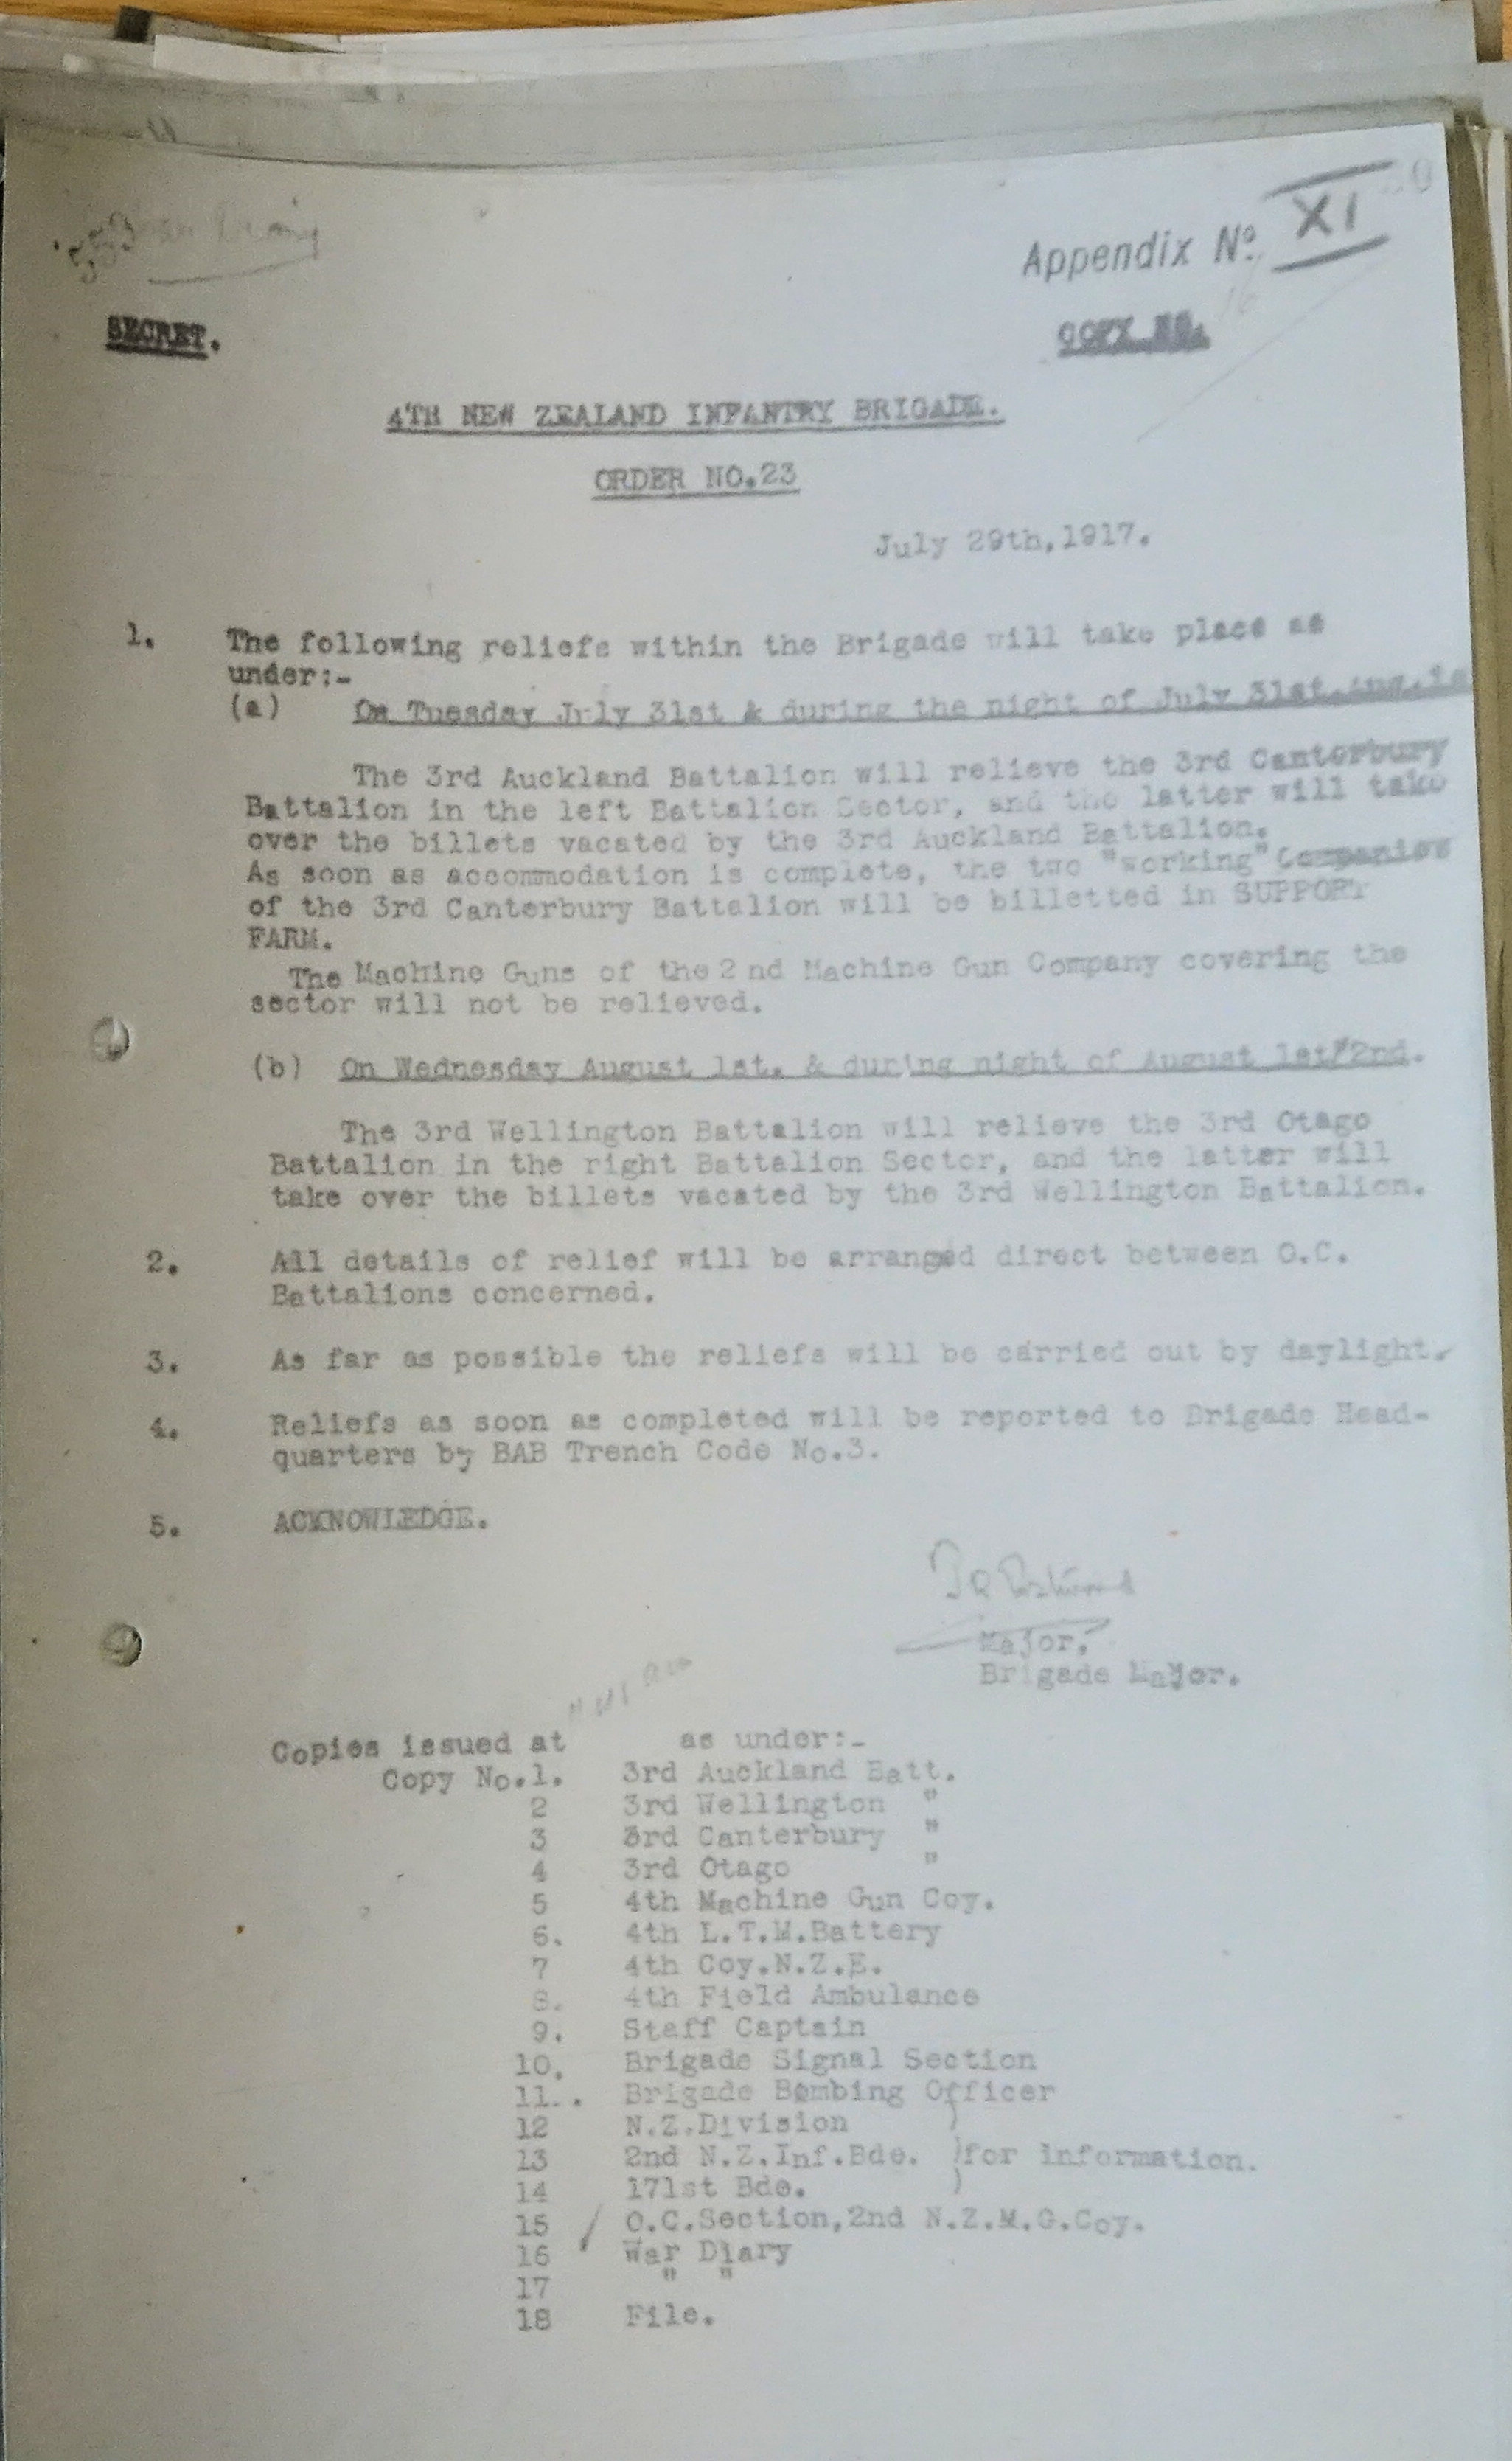 Appendix No. XI
SECRET.
COPY NO. 16
4TH NEW ZEALAND INFANTRY BRIGADE.
ORDER NO.23
July 29th,1917.
1. The following reliefs within the Brigade will take place as
under:-
(a) On Tuesday July 31st & during the night of July 31st.Aug.1s
The 3rd Auckland Battalion will relieve the 3rd Canterbury
Battalion in the left Battalion Sector, and the latter will take
over the billets vacated by the 3rd Auckland Battalion.
As soon as accommodation is complete, the two "working" Companies
of the 3rd Canterbury Battalion will be billetted in SUPPORT
FARM.
The Machine Guns of the 2nd Machine Gun Company covering the
sector will not be relieved.
(b) On Wednesday August 1st. & during night of August 1st/2nd.
The 3rd Wellington Battalion will relieve the 3rd Otago
Battalion in the right Battalion Sector, and the latter will
take over the billets vacated by the 3rd Wellington Battalion.
2. All details of relief will be arranged direct between O.C.
Battalions concerned.
3. As far as possible the reliefs will be carried out by daylight.
4. Reliefs as soon as completed will be reported to Brigade Head-
quarters by BAB Trench Code No.3.
5. ACKNOWLEDGE.
Major,
Brigade Major.
Copies issued at as under:-
Copy No.1. 3rd Auckland Batt.
2 3rd Wellington "
3 3rd Canterbury "
4 3rd Otago "
5 4th Machine Gun Coy.
6. 4th L.T.M.Battery
7 4th Coy.N.Z.E.
8. 4th Field Ambulance
9. Staff Captain
10. Brigade Signal Section
11.. Brigade Bombing Officer
12 N.Z.Division )
13 2nd N.Z.Inf.Bde. )for information.
14 171st Bde. )
15 O.C.Section,2nd N.Z.M.G.Coy.
16 War Diary
17 " "
18 File.